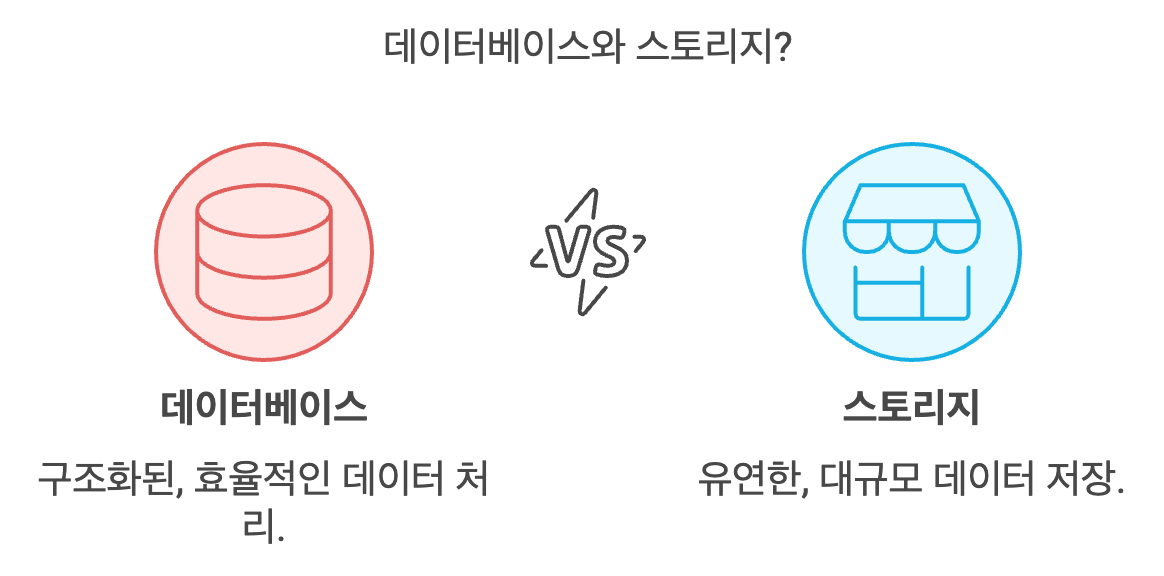 데이터베이스와 스토리지?
VS
데이터베이스
구조화된, 효율적인 데이터 처
리.
스토리지
유연한, 대규모 데이터 저장.